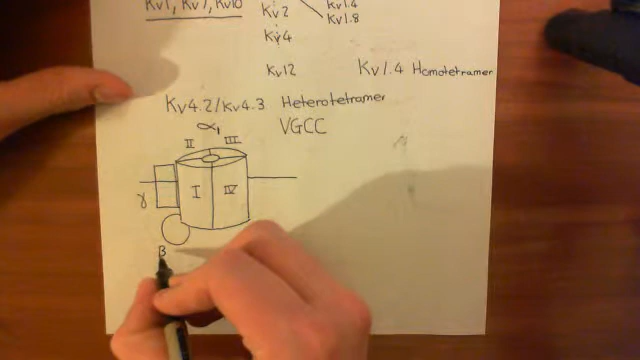 Kv1, Kv7, Kv10
Kv2
Kv1.4
Kv1.8
Kv4
Kv12
Kv1.4 Homotetramer
Kv4.2/Kv4.3 Heterotetramer
α1
VGCC
II III
I IV
γ
β